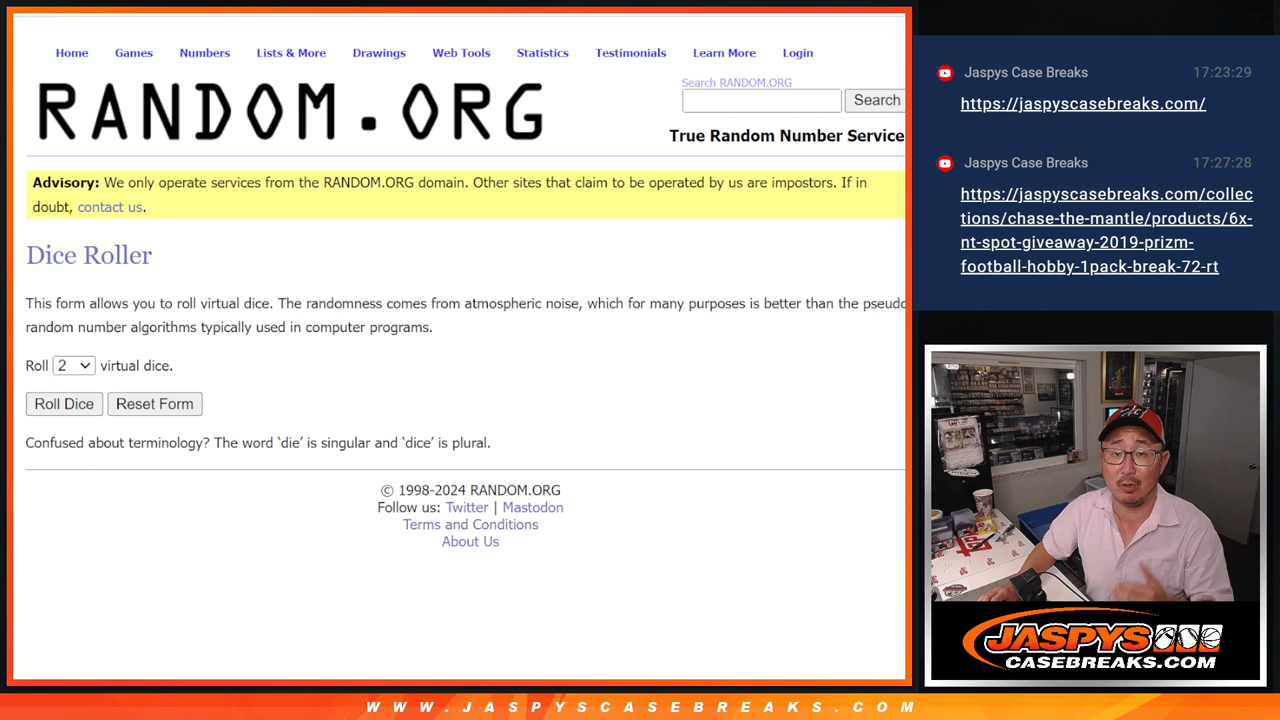 Home Games Numbers Lists & More Drawings Web Tools Statistics Testimonials Learn More Login
RANDOM.ORG
Search RANDOM.ORG
Search
True Random Number Service
Advisory: We only operate services from the RANDOM.ORG domain. Other sites that claim to be operated by us are impostors. If in
doubt, contact us.
Dice Roller
This form allows you to roll virtual dice. The randomness comes from atmospheric noise, which for many purposes is better than the pseudo
random number algorithms typically used in computer programs.
Roll 2 virtual dice.
Roll Dice Reset Form
Confused about terminology? The word 'die' is singular and 'dice' is plural.
© 1998-2024 RANDOM.ORG
Follow us: Twitter | Mastodon
Terms and Conditions
About Us
Jaspys Case Breaks 17:23:29
https://jaspyscasebreaks.com/
Jaspys Case Breaks 17:27:28
https://jaspyscasebreaks.com/collec
tions/chase-the-mantle/products/6x-
nt-spot-giveaway-2019-prizm-
football-hobby-1pack-break-72-rt
JASPYS
CASEBREAKS.COM
WWW.JASPYSCASEBREAKS.COM